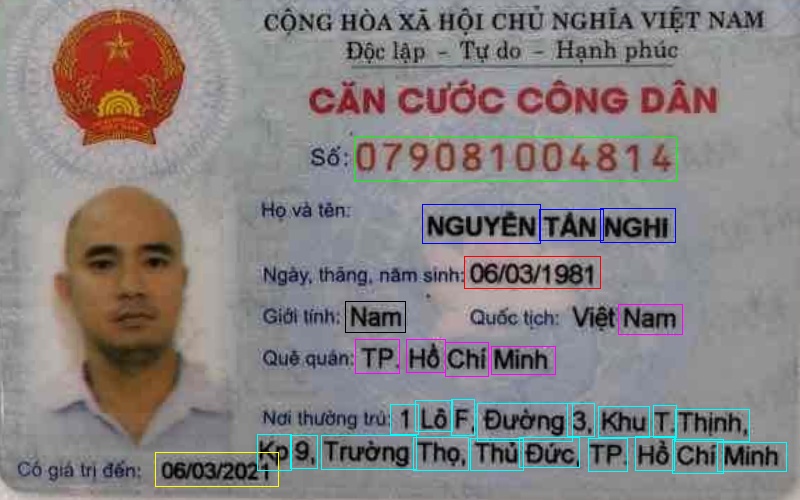 CỘNG HÒA XÃ HỘI CHỦ NGHĨA VIỆT NAM
Độc lập - Tự do - Hạnh phúc
CĂN CƯỚC CÔNG DÂN
Số: 079081004814
Họ và tên: NGUYỄN TẤN NGHI
Ngày, tháng, năm sinh: 06/03/1981
Giới tính: Nam Quốc tịch: Việt Nam
Quê quán: TP. Hồ Chí Minh
Nơi thường trú: 1 Lô F, Đường 3, Khu T.Thịnh,
Kp 9, Trường Thọ, Thủ Đức, TP. Hồ Chí Minh
Có giá trị đến: 06/03/2021